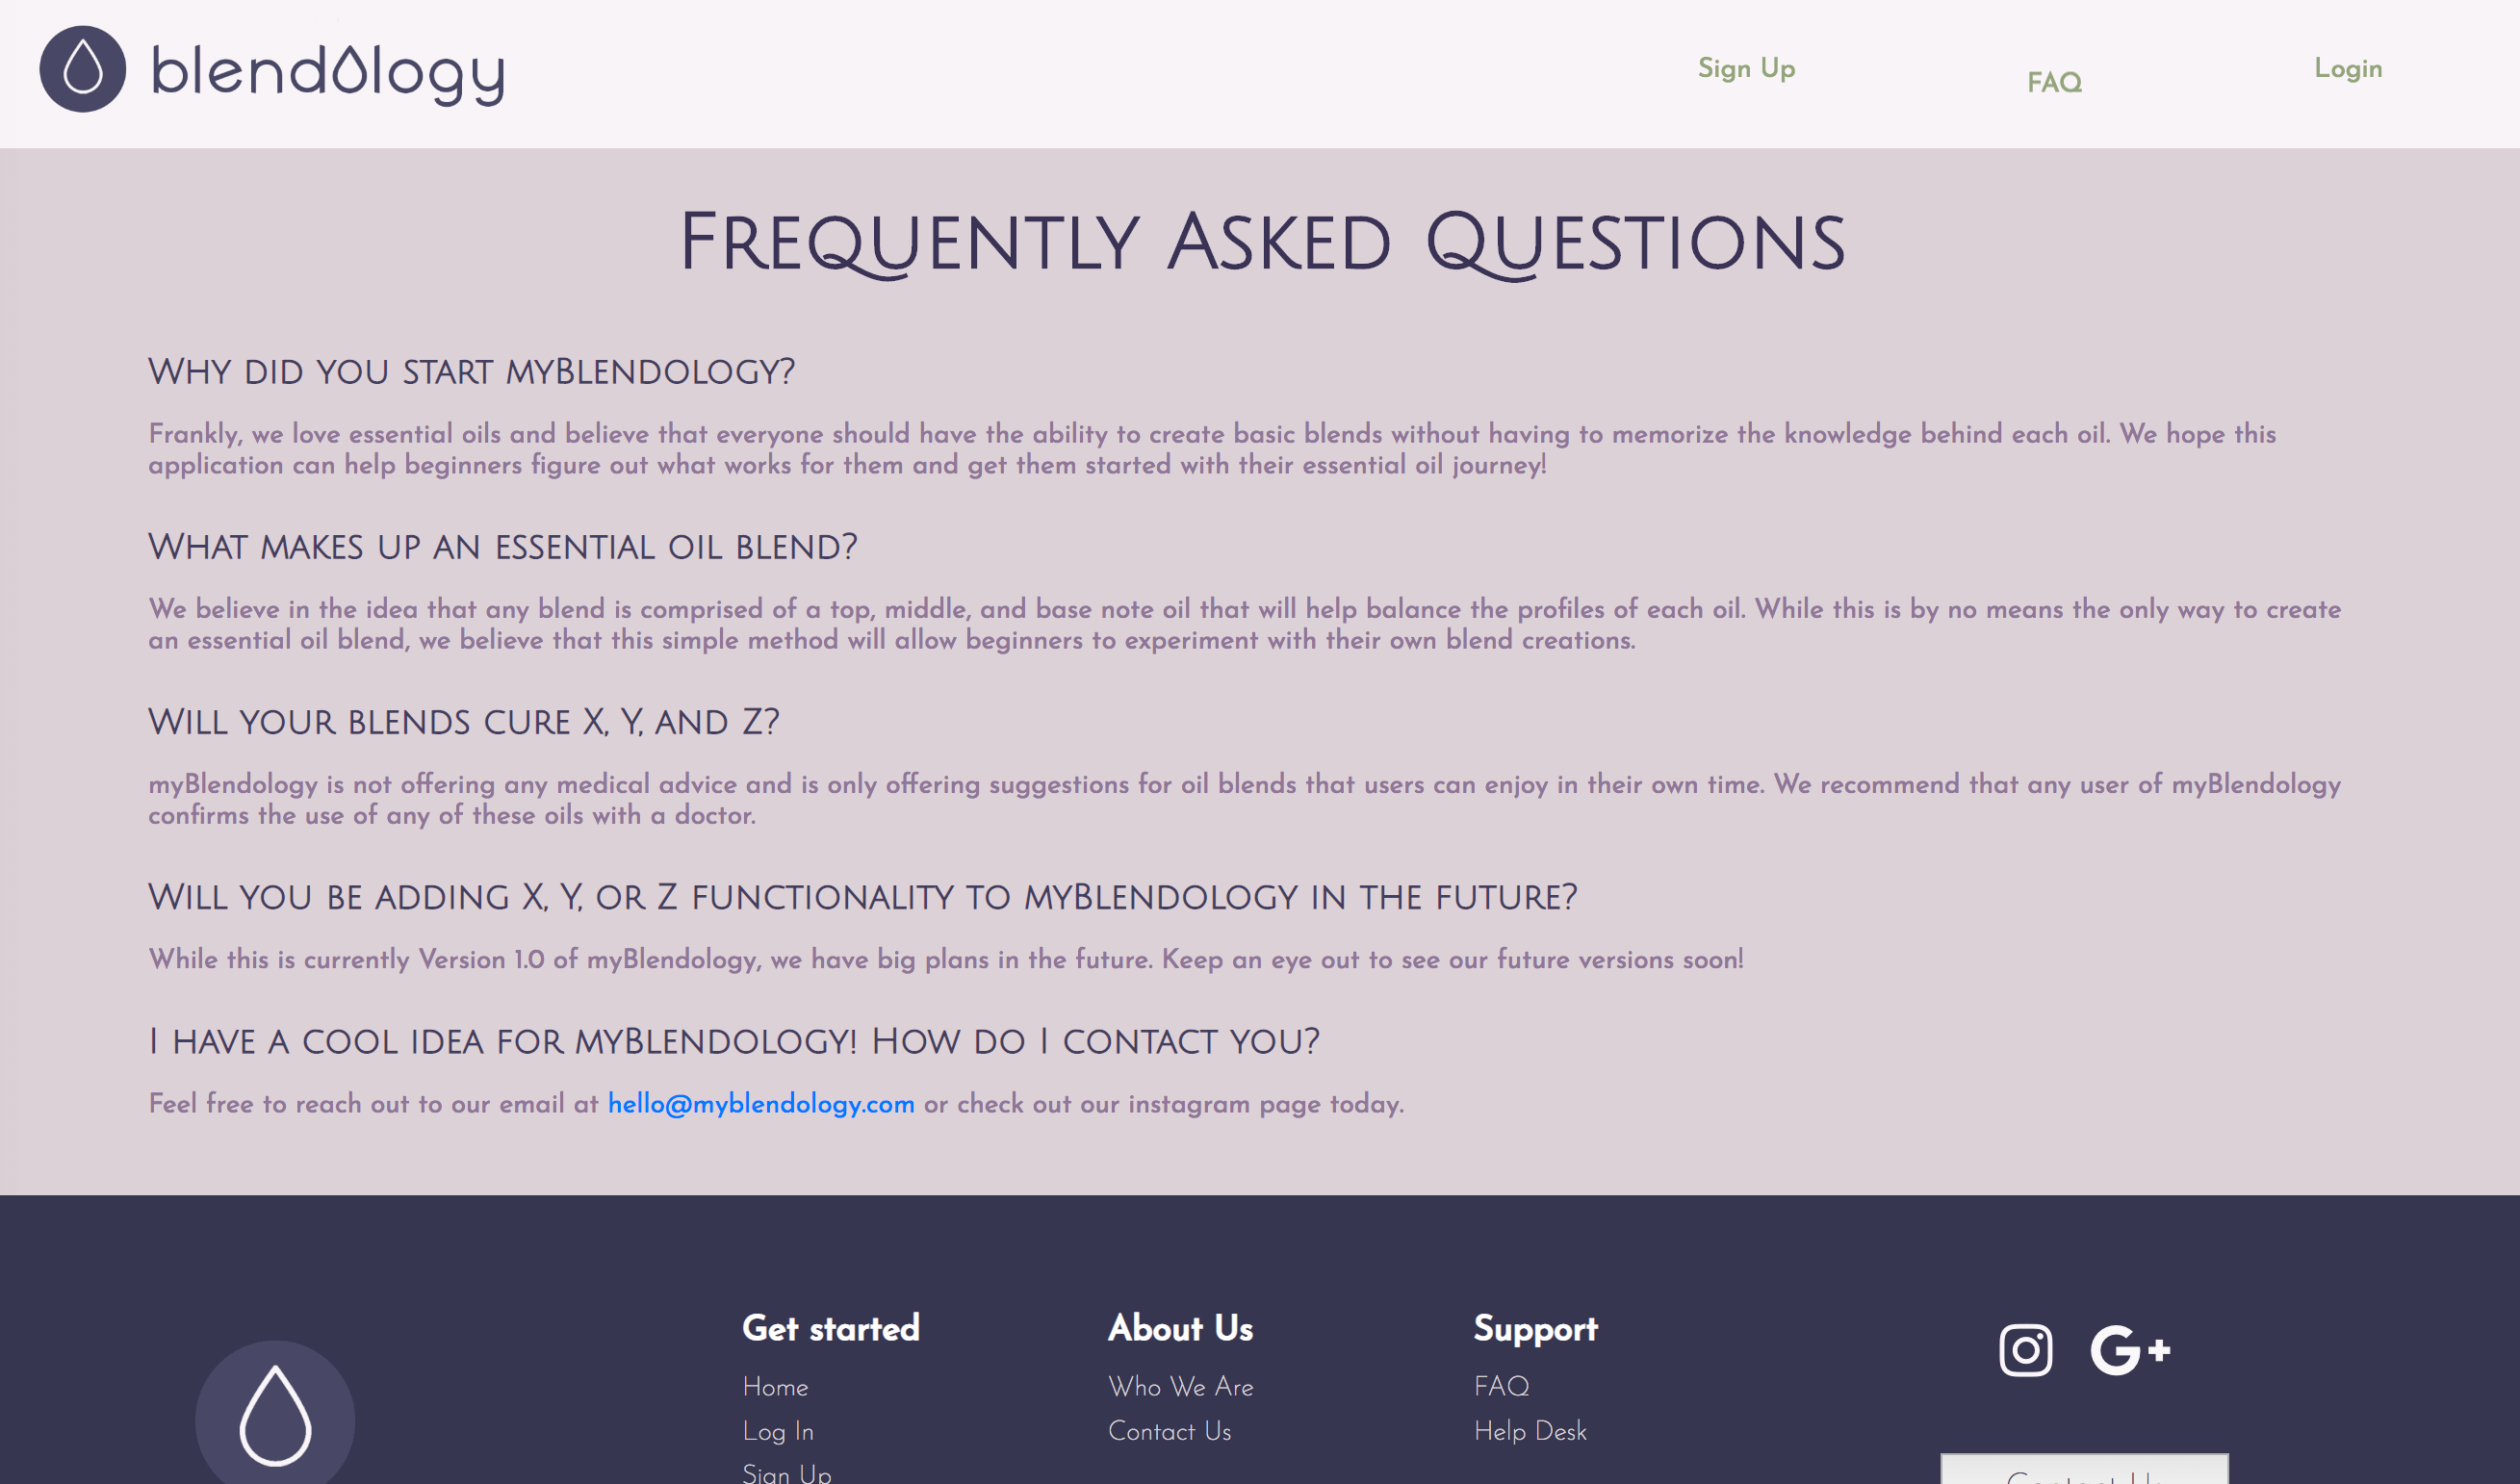 blendology
Sign Up
FAQ
Login
Frequently Asked Questions
Why did you start myBlendology?
Frankly, we love essential oils and believe that everyone should have the ability to create basic blends without having to memorize the knowledge behind each oil. We hope this
application can help beginners figure out what works for them and get them started with their essential oil journey!
What makes up an essential oil blend?
We believe in the idea that any blend is comprised of a top, middle, and base note oil that will help balance the profiles of each oil. While this is by no means the only way to create
an essential oil blend, we believe that this simple method will allow beginners to experiment with their own blend creations.
Will your blends cure X, Y, and Z?
myBlendology is not offering any medical advice and is only offering suggestions for oil blends that users can enjoy in their own time. We recommend that any user of myBlendology
confirms the use of any of these oils with a doctor.
Will you be adding X, Y, or Z functionality to myBlendology in the future?
While this is currently Version 1.0 of myBlendology, we have big plans in the future. Keep an eye out to see our future versions soon!
I have a cool idea for myBlendology! How do I contact you?
Feel free to reach out to our email at hello@myblendology.com or check out our instagram page today.
Get started
Home
Log In
Sign Up
About Us
Who We Are
Contact Us
Support
FAQ
Help Desk
G+
Contact Us